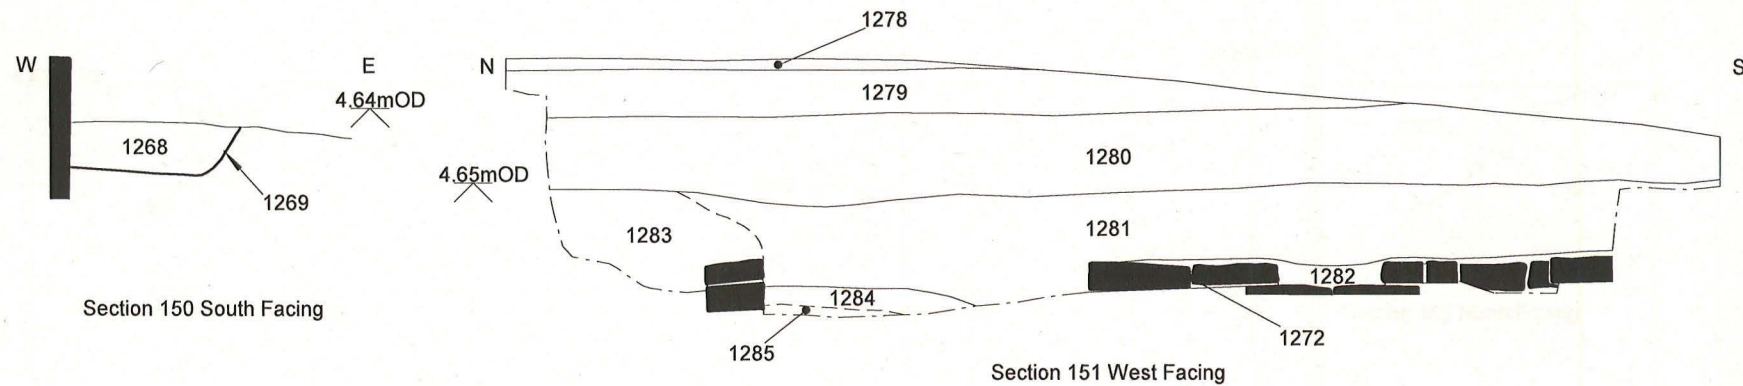 1278
W
E
N
S
4.64mOD
1279
1268
1280
4.65mOD
1269
1283
1281
1282
1284
Section 150 South Facing
1272
1285
Section 151 West Facing